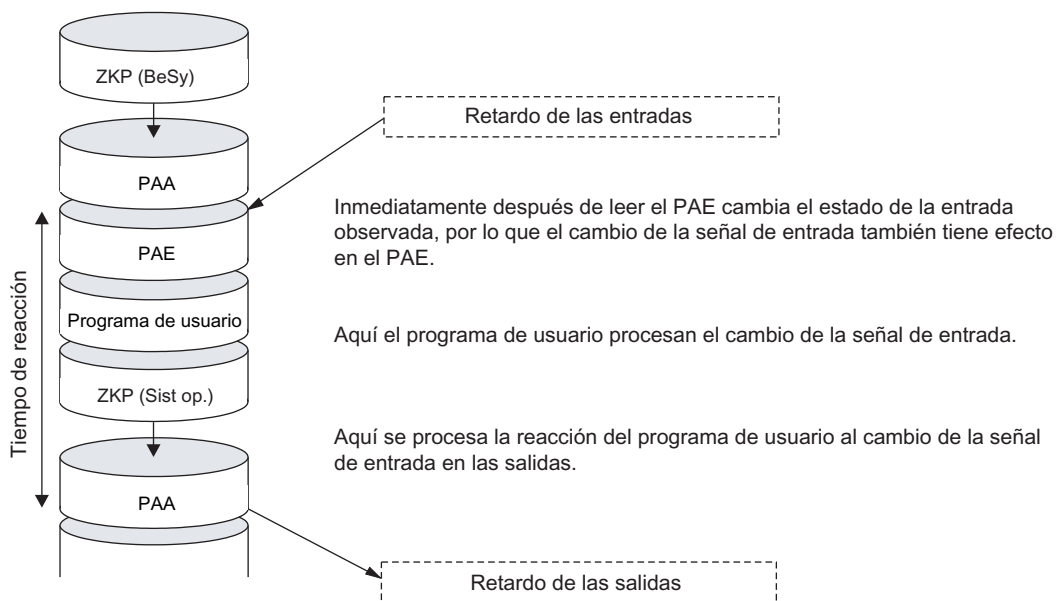 ZKP (BeSy)
Retardo de las entradas
PAA
Inmediatamente después de leer el PAE cambia el estado de la entrada
observada, por lo que el cambio de la señal de entrada también tiene efecto
en el PAE.
PAE
Tiempo de reacción
Programa de usuario
Aquí el programa de usuario procesan el cambio de la señal de entrada.
ZKP (Sist op.)
Aquí se procesa la reacción del programa de usuario al cambio de la señal
de entrada en las salidas.
PAA
Retardo de las salidas